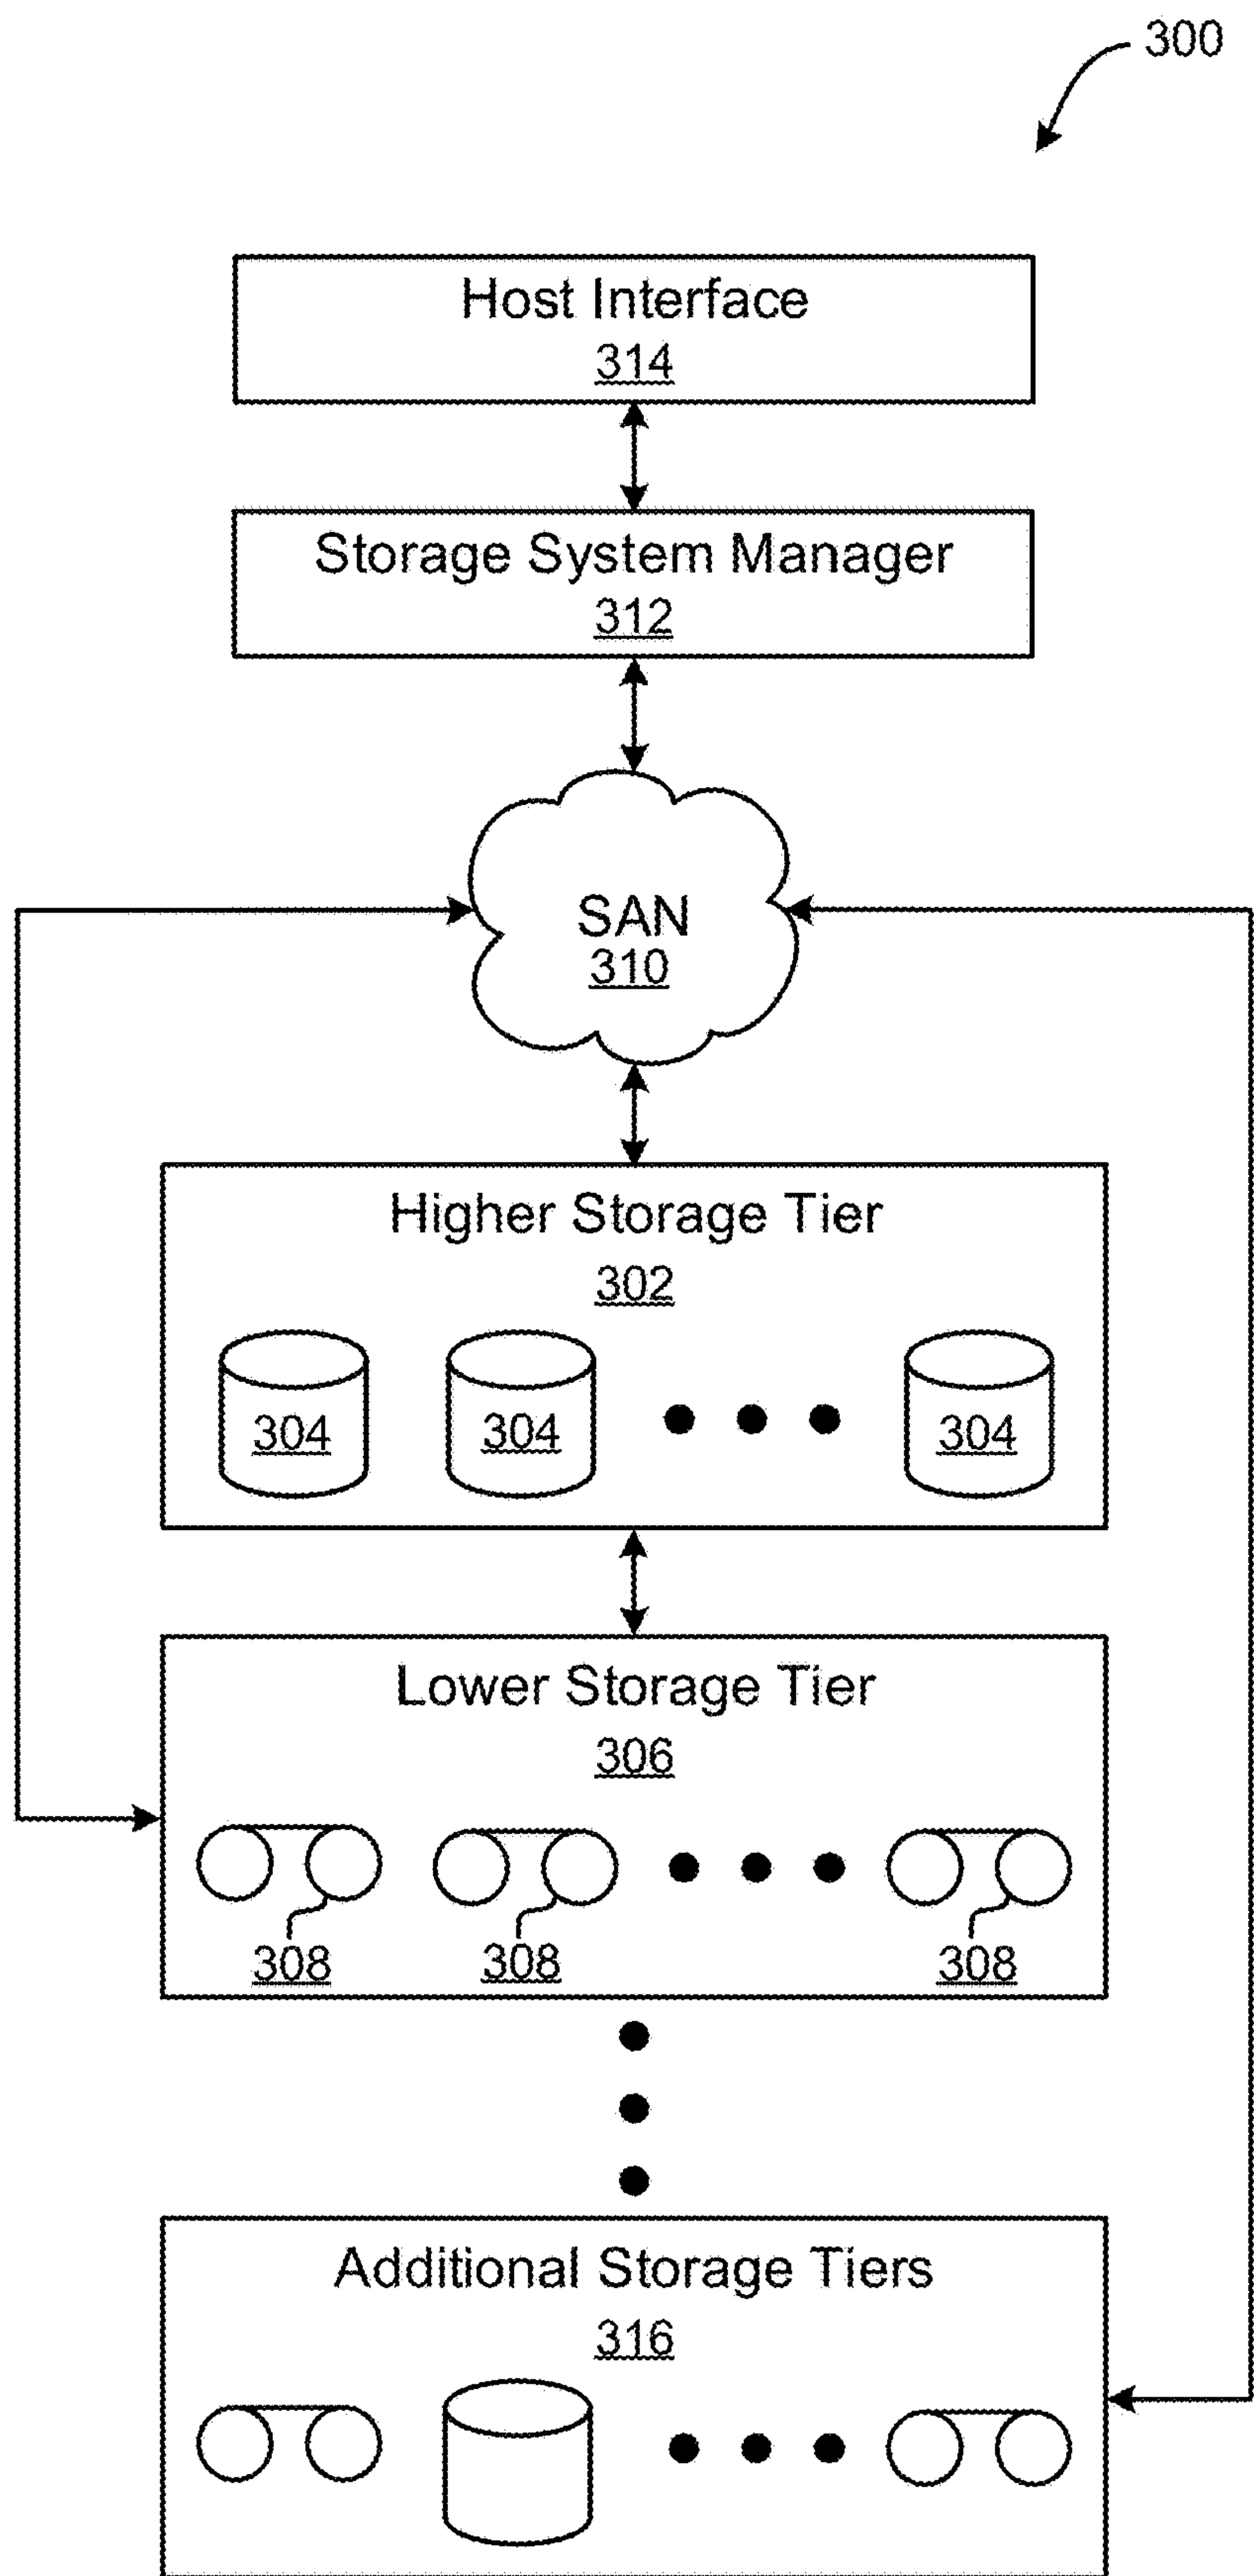 300
Host Interface
314
Storage System Manager
312
SAN
310
Higher Storage Tier
302
304 304 304
Lower Storage Tier
306
308 308 308
Additional Storage Tiers
316